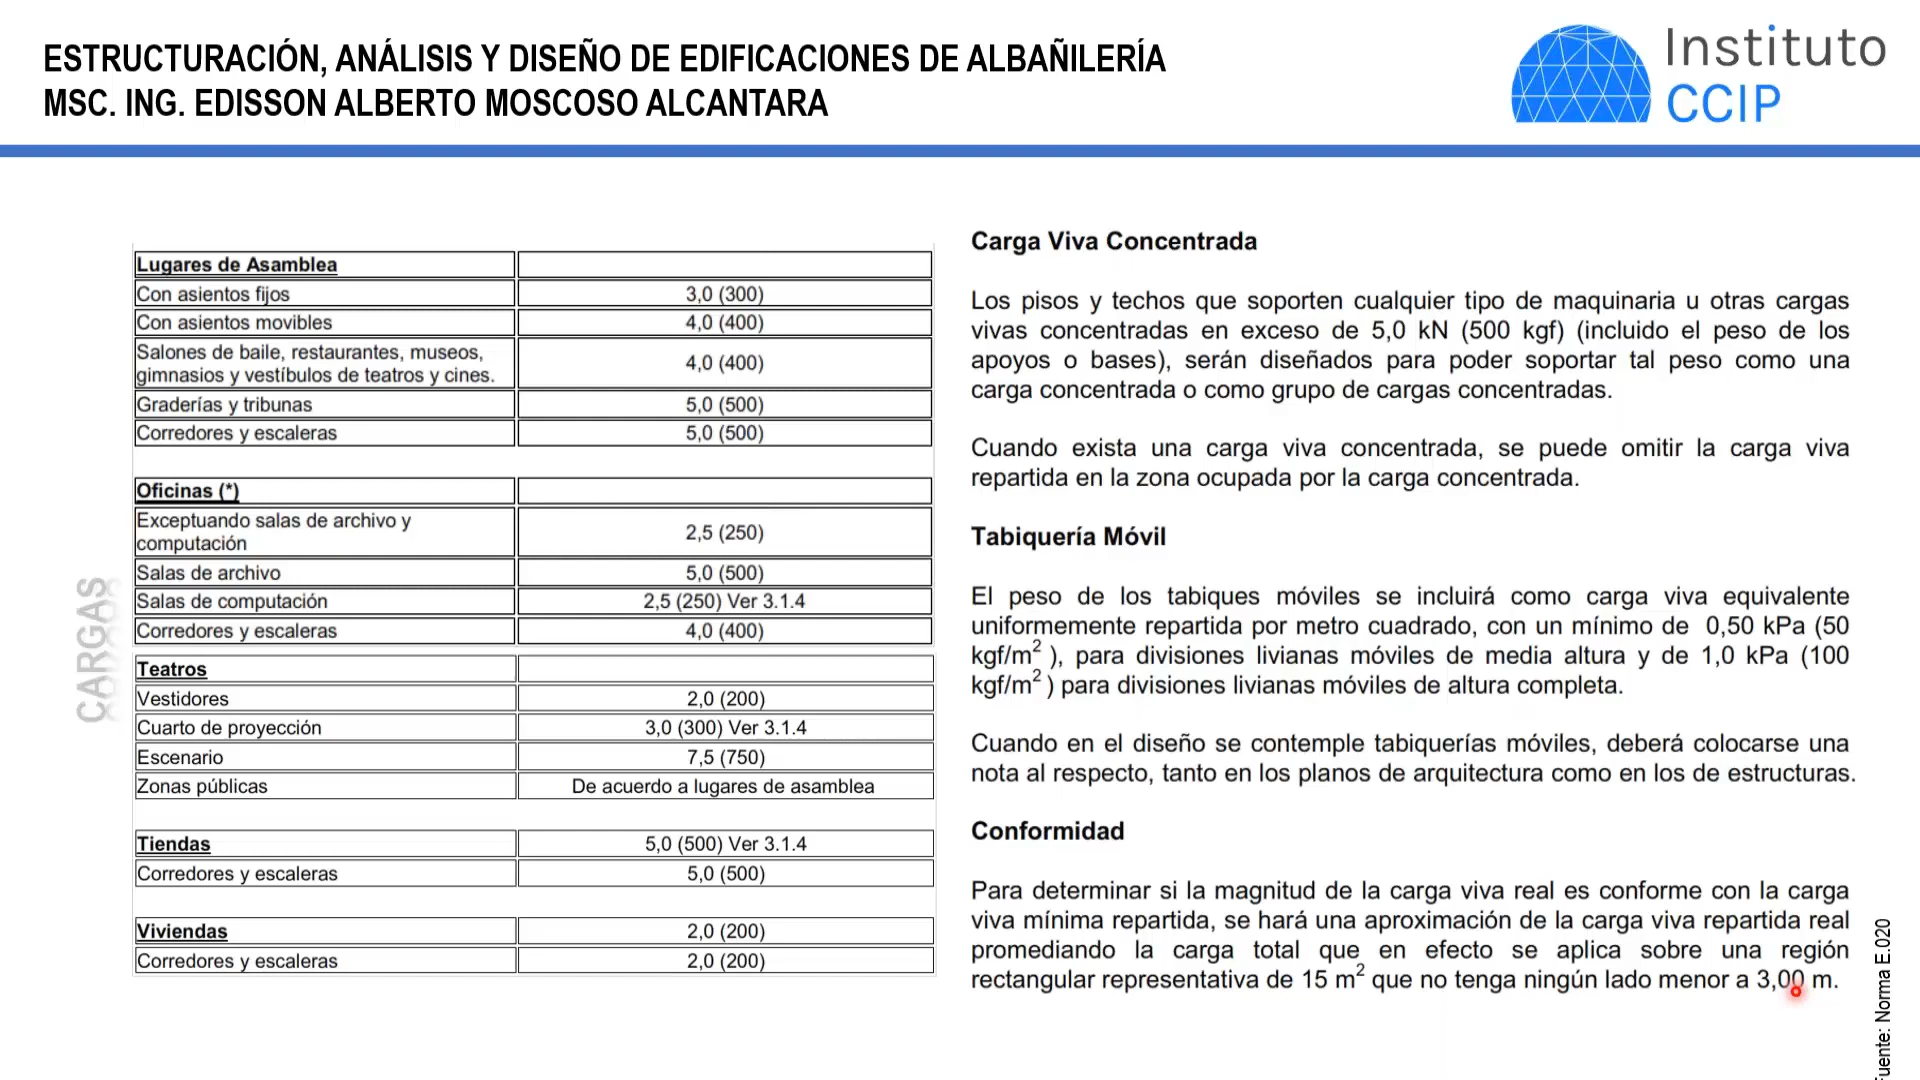 ESTRUCTURACIÓN, ANÁLISIS Y DISEÑO DE EDIFICACIONES DE ALBAÑILERÍA
MSC. ING. EDISSON ALBERTO MOSCOSO ALCANTARA
Instituto
CCIP
CARGAS
Lugares de Asamblea
Con asientos fijos 3,0 (300)
Con asientos movibles 4,0 (400)
Salones de baile, restaurantes, museos,
gimnasios y vestíbulos de teatros y cines. 4,0 (400)
Graderías y tribunas 5,0 (500)
Corredores y escaleras 5,0 (500)
Oficinas (*)
Exceptuando salas de archivo y
computación 2,5 (250)
Salas de archivo 5,0 (500)
Salas de computación 2,5 (250) Ver 3.1.4
Corredores y escaleras 4,0 (400)
Teatros
Vestidores 2,0 (200)
Cuarto de proyección 3,0 (300) Ver 3.1.4
Escenario 7,5 (750)
Zonas públicas De acuerdo a lugares de asamblea
Tiendas 5,0 (500) Ver 3.1.4
Corredores y escaleras 5,0 (500)
Viviendas 2,0 (200)
Corredores y escaleras 2,0 (200)
Carga Viva Concentrada
Los pisos y techos que soporten cualquier tipo de maquinaria u otras cargas
vivas concentradas en exceso de 5,0 kN (500 kgf) (incluido el peso de los
apoyos o bases), serán diseñados para poder soportar tal peso como una
carga concentrada o como grupo de cargas concentradas.
Cuando exista una carga viva concentrada, se puede omitir la carga viva
repartida en la zona ocupada por la carga concentrada.
Tabiquería Móvil
El peso de los tabiques móviles se incluirá como carga viva equivalente
uniformemente repartida por metro cuadrado, con un mínimo de 0,50 kPa (50
kgf/m² ), para divisiones livianas móviles de media altura y de 1,0 kPa (100
kgf/m² ) para divisiones livianas móviles de altura completa.
Cuando en el diseño se contemple tabiquerías móviles, deberá colocarse una
nota al respecto, tanto en los planos de arquitectura como en los de estructuras.
Conformidad
Para determinar si la magnitud de la carga viva real es conforme con la carga
viva mínima repartida, se hará una aproximación de la carga viva repartida real
promediando la carga total que en efecto se aplica sobre una región
rectangular representativa de 15 m² que no tenga ningún lado menor a 3,00 m.
uente: Norma E.020